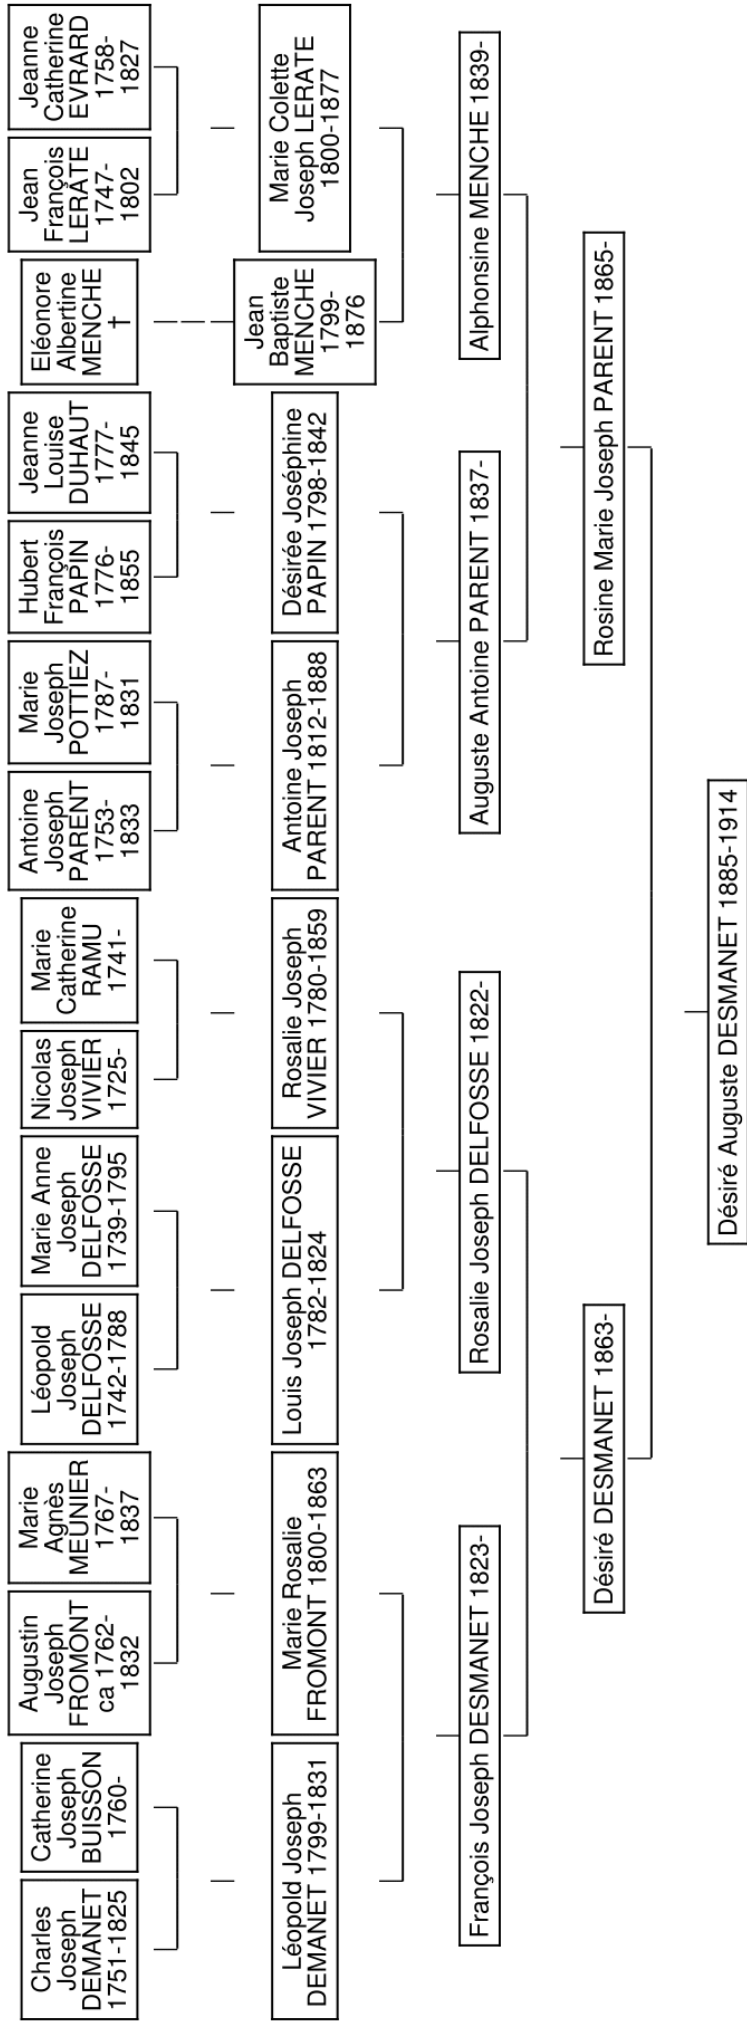 Charles
Joseph
DEMANET
1751-1825
Catherine
Joseph
BUISSON
1760-
Augustin
Joseph
FROMONT
ca 1762-
1832
Marie
Agnès
MEUNIER
1767-
1837
Léopold
Joseph
DELFOSSE
1742-1788
Marie Anne
Joseph
DELFOSSE
1739-1795
Nicolas
Joseph
VIVIER
1725-
Marie
Catherine
RAMU
1741-
Antoine
Joseph
PARENT
1753-
1833
Marie
Joseph
POTTIEZ
1787-
1831
Hubert
François
PAPIN
1776-
1855
Jeanne
Louise
DUHAUT
1777-
1845
Eléonore
Albertine
MENCHE
†
Jean
François
LERATE
1747-
1802
Jeanne
Catherine
EVRARD
1758-
1827
Léopold Joseph
DEMANET 1799-1831
Marie Rosalie
FROMONT 1800-1863
Louis Joseph DELFOSSE
1782-1824
Rosalie Joseph
VIVIER 1780-1859
Antoine Joseph
PARENT 1812-1888
Désirée Joséphine
PAPIN 1798-1842
Jean
Baptiste
MENCHE
1799-
1876
Marie Colette
Joseph LERATE
1800-1877
François Joseph DESMANET 1823-
Rosalie Joseph DELFOSSE 1822-
Auguste Antoine PARENT 1837-
Alphonsine MENCHE 1839-
Désiré DESMANET 1863-
Rosine Marie Joseph PARENT 1865-
Désiré Auguste DESMANET 1885-1914